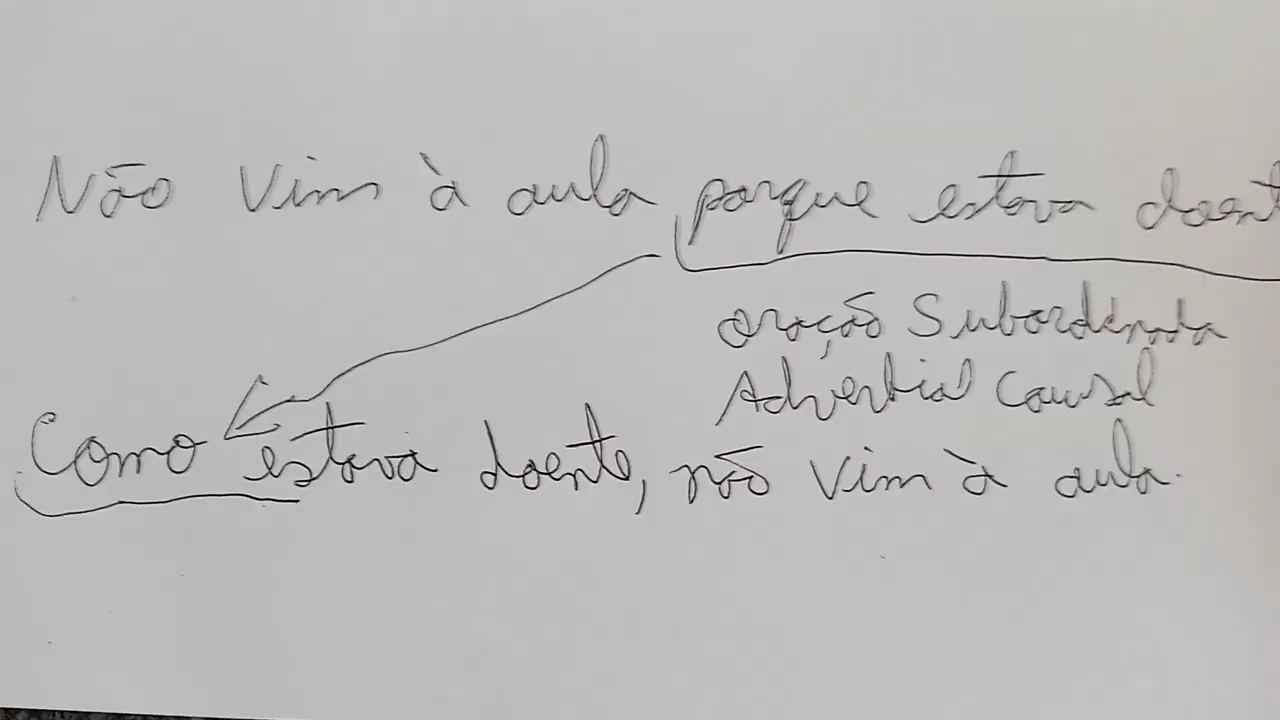 Não vim à aula porque estava doent
oração Subordinada
Adverbial Causal
Como estava doente, não vim à aula.